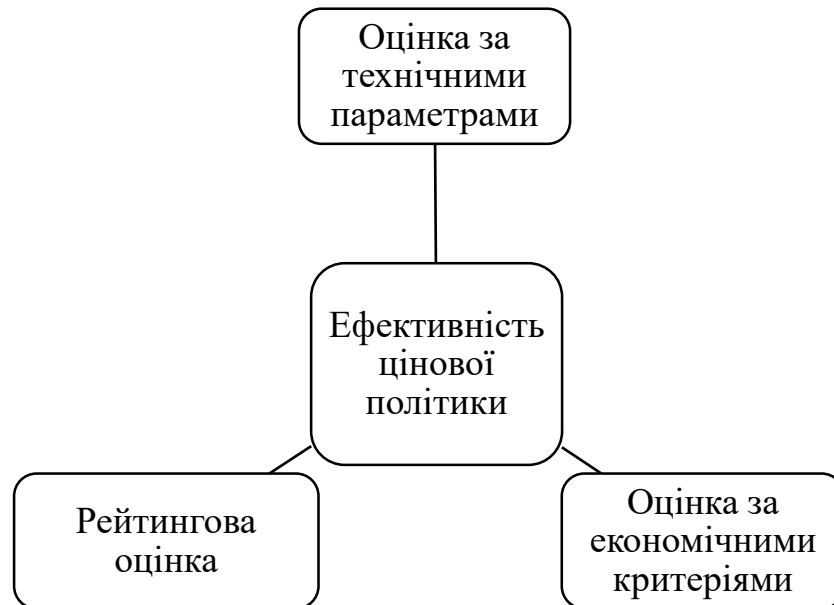 Оцінка за
технічними
параметрами
Ефективність
цінової
політики
Рейтингова
оцінка
Оцінка за
економічними
критеріями